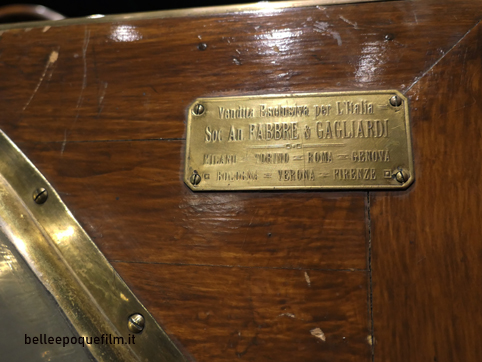 Vendita Esclusiva per L'Italia
Soc. An. FABBRE & GAGLIARDI
MILANO = TORINO = ROMA = GENOVA
BOLOGNA = VERONA = FIRENZE
belleepoquefilm.it